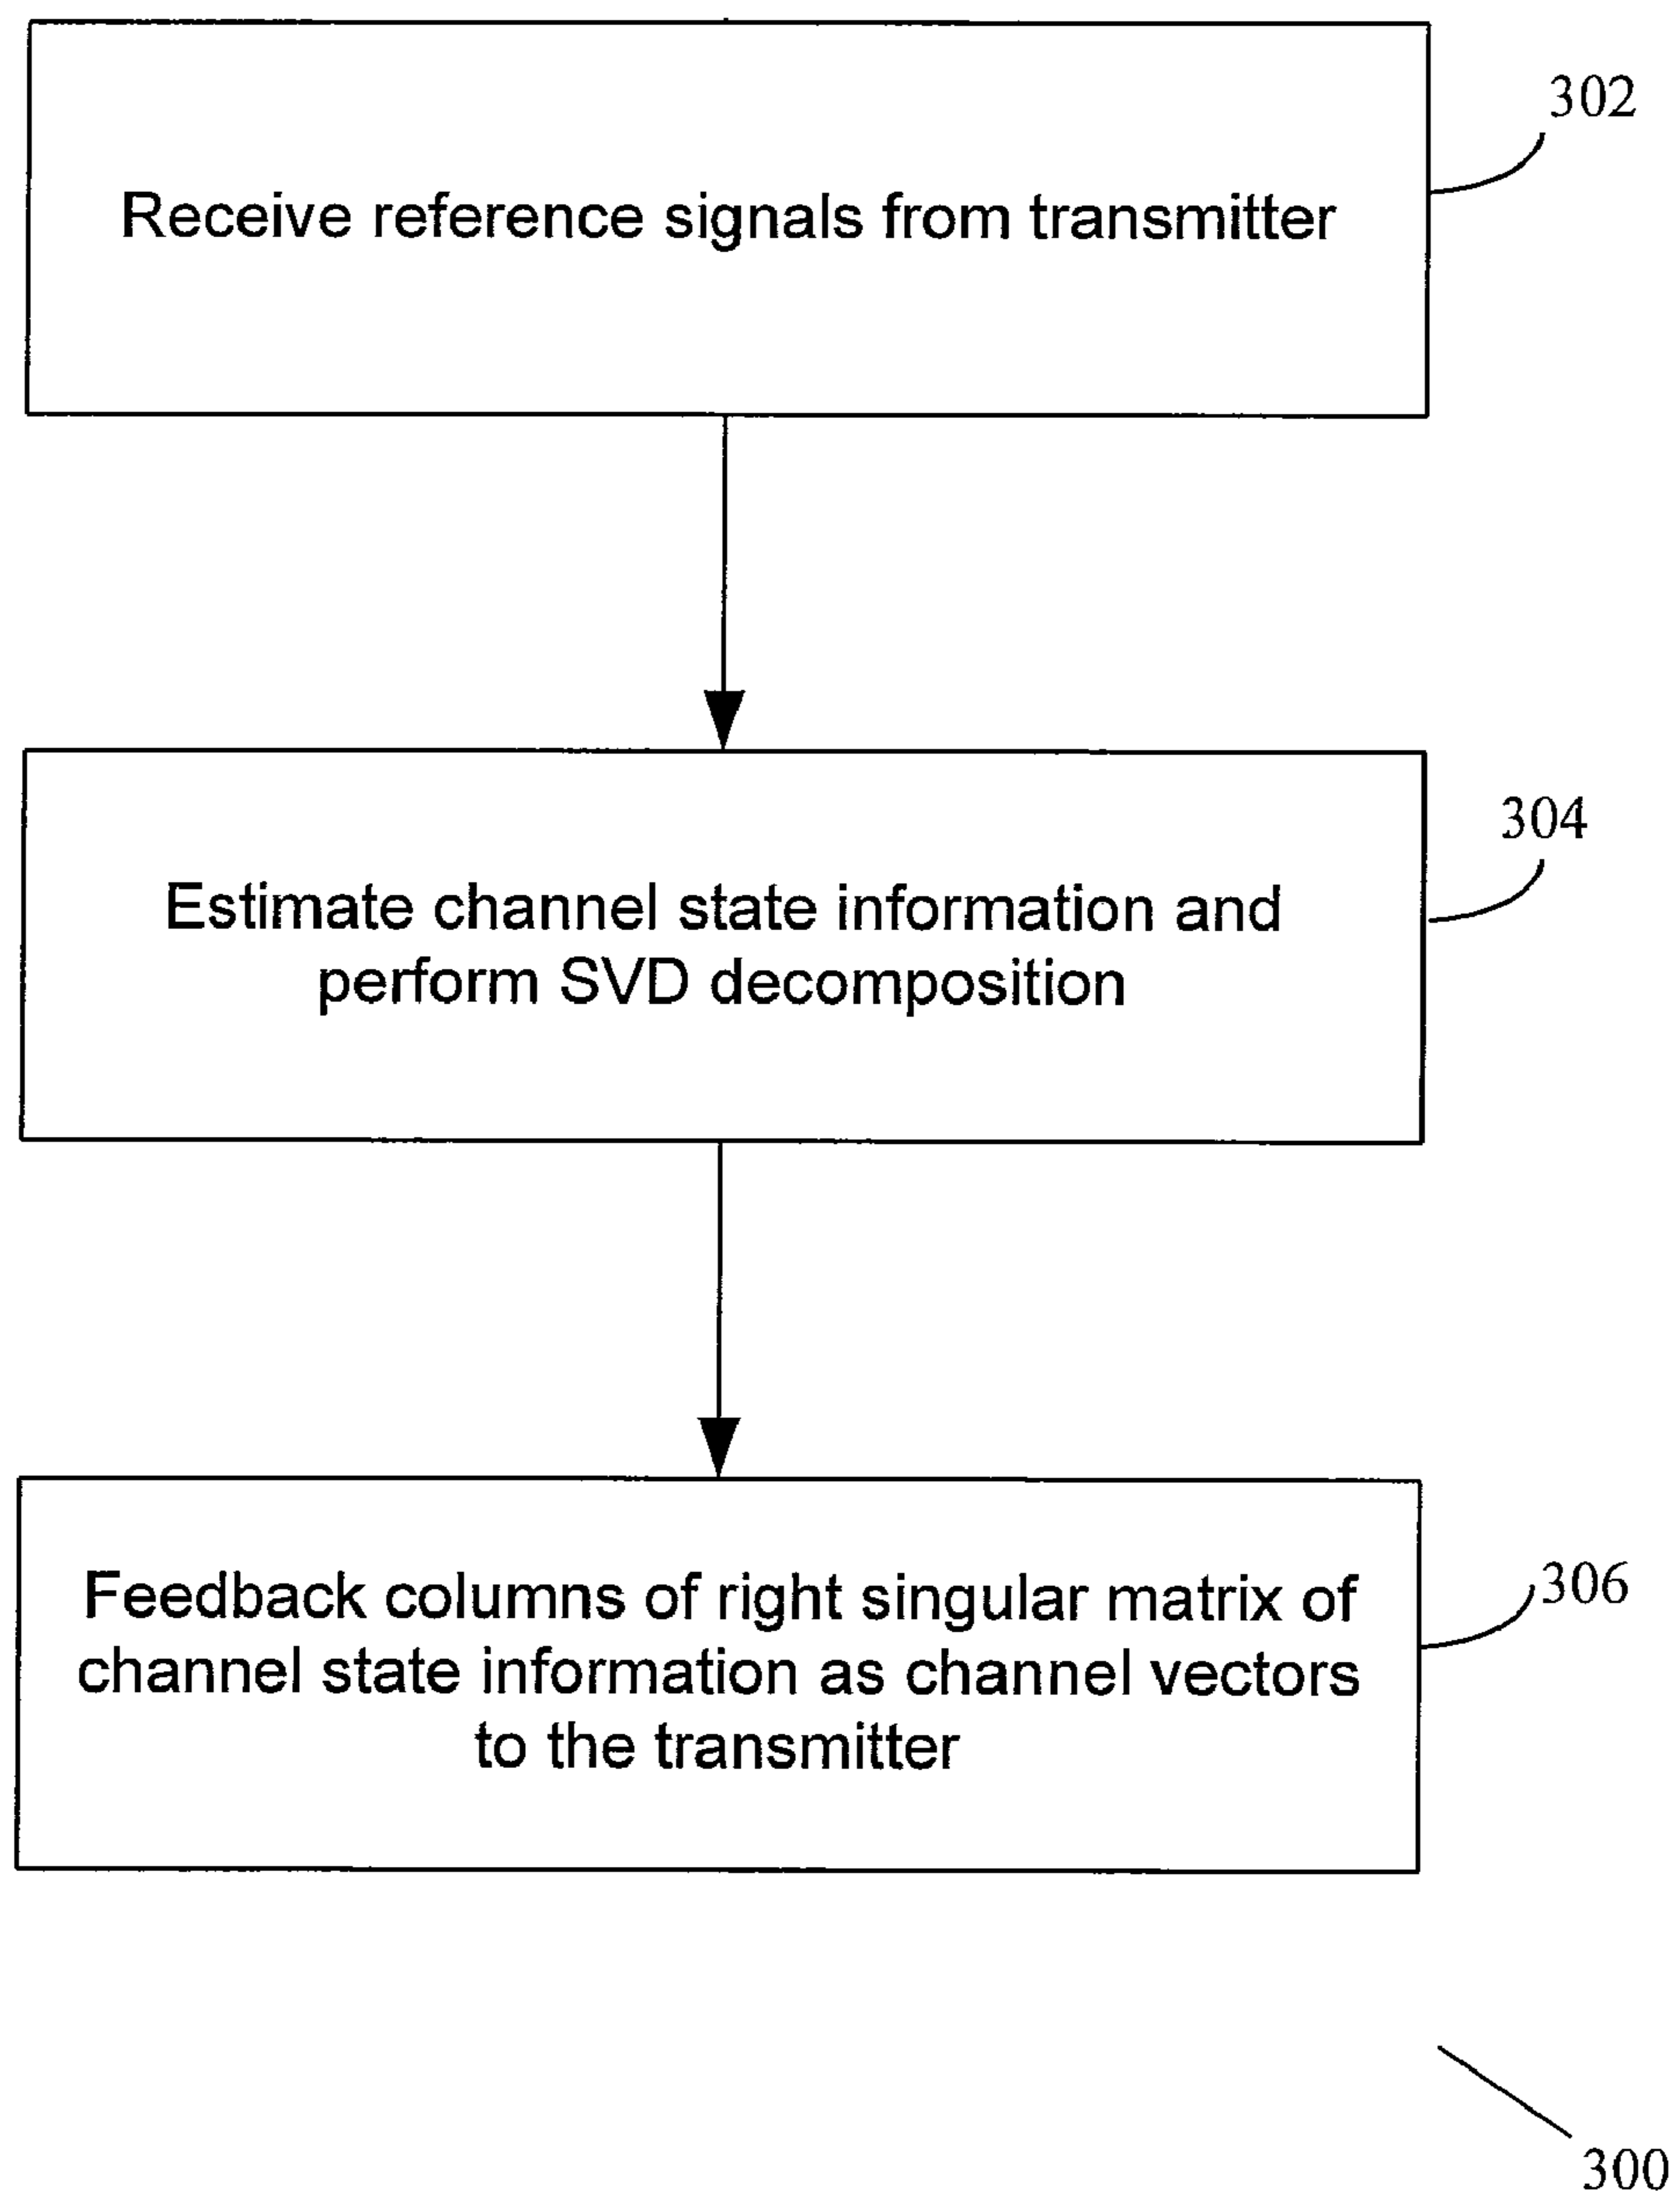 302
Receive reference signals from transmitter
304
Estimate channel state information and
perform SVD decomposition
306
Feedback columns of right singular matrix of
channel state information as channel vectors
to the transmitter
300